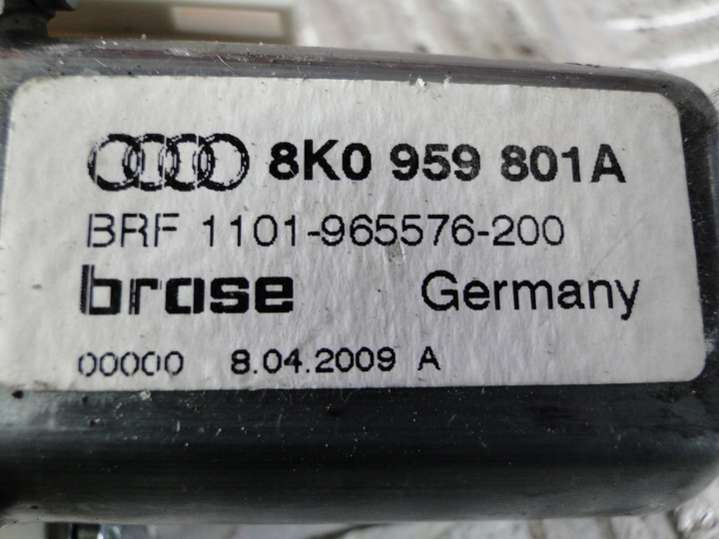 8K0 959 801A
BRF 1101-965576-200
brose Germany
00000 8.04.2009 A